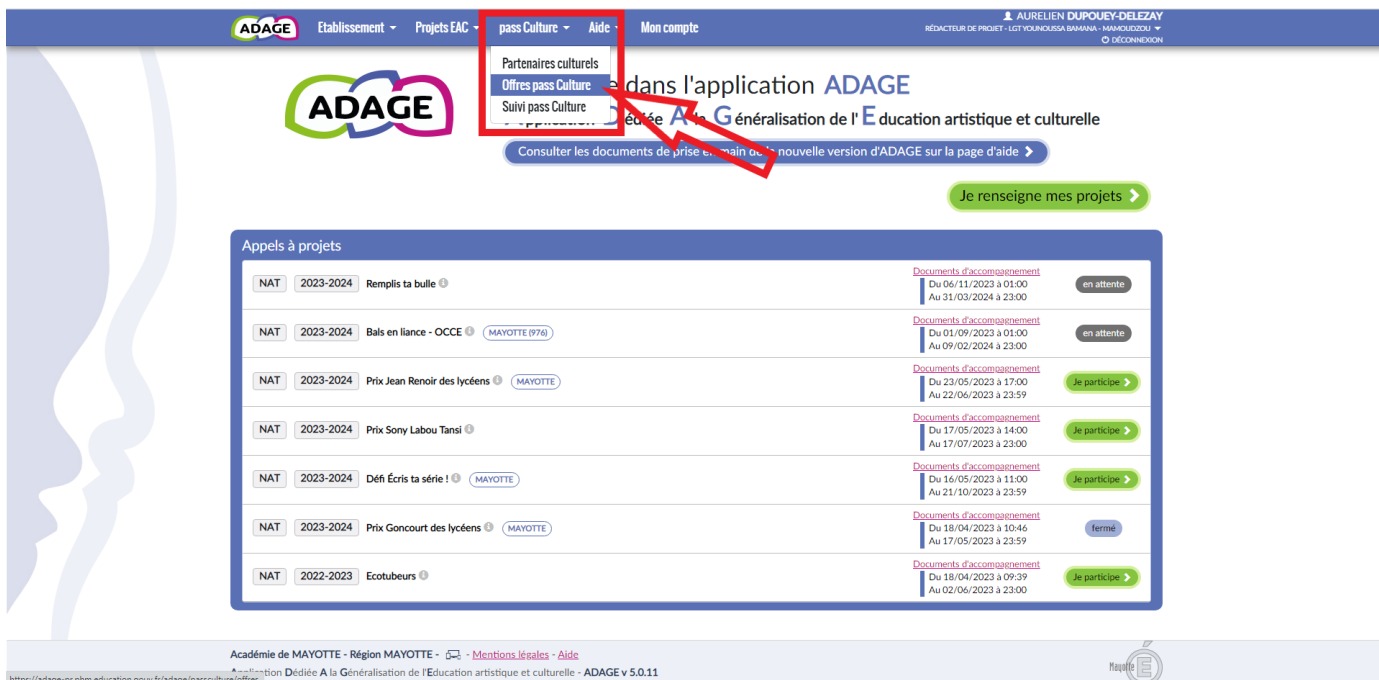 ADAGE Etablissement Projets EAC pass Culture Aide Mon compte
AURELIEN DUPOUEY-DELEZAY
RÉDACTEUR DE PROJET - LGT YOUNOUSSA BAMANA - MAMOUDZOU
DÉCONNEXION
Partenaires culturels
Offres pass Culture
Suivi pass Culture
ADAGE
dans l'application ADAGE
Dédiée A la Généralisation de l'Education artistique et culturelle
Consulter les documents de prise en main de la nouvelle version d'ADAGE sur la page d'aide
Je renseigne mes projets
Appels à projets
NAT 2023-2024 Remplis ta bulle
Documents d'accompagnement
Du 06/11/2023 à 01:00
Au 31/03/2024 à 23:00
en attente
NAT 2023-2024 Bals en liance - OCCE MAYOTTE (976)
Documents d'accompagnement
Du 01/09/2023 à 01:00
Au 09/02/2024 à 23:00
en attente
NAT 2023-2024 Prix Jean Renoir des lycéens MAYOTTE
Documents d'accompagnement
Du 23/05/2023 à 17:00
Au 22/06/2023 à 23:59
Je participe
NAT 2023-2024 Prix Sony Labou Tansi
Documents d'accompagnement
Du 17/05/2023 à 14:00
Au 17/07/2023 à 23:00
Je participe
NAT 2023-2024 Défi Écris ta série ! MAYOTTE
Documents d'accompagnement
Du 16/05/2023 à 11:00
Au 21/10/2023 à 23:59
Je participe
NAT 2023-2024 Prix Goncourt des lycéens MAYOTTE
Documents d'accompagnement
Du 18/04/2023 à 10:46
Au 17/05/2023 à 23:59
fermé
NAT 2022-2023 Ecotubeurs
Documents d'accompagnement
Du 18/04/2023 à 09:39
Au 02/06/2023 à 23:00
Je participe
Académie de MAYOTTE - Région MAYOTTE - - Mentions légales - Aide
Dédiée A la Généralisation de l'Education artistique et culturelle - ADAGE v 5.0.11
Mayotte